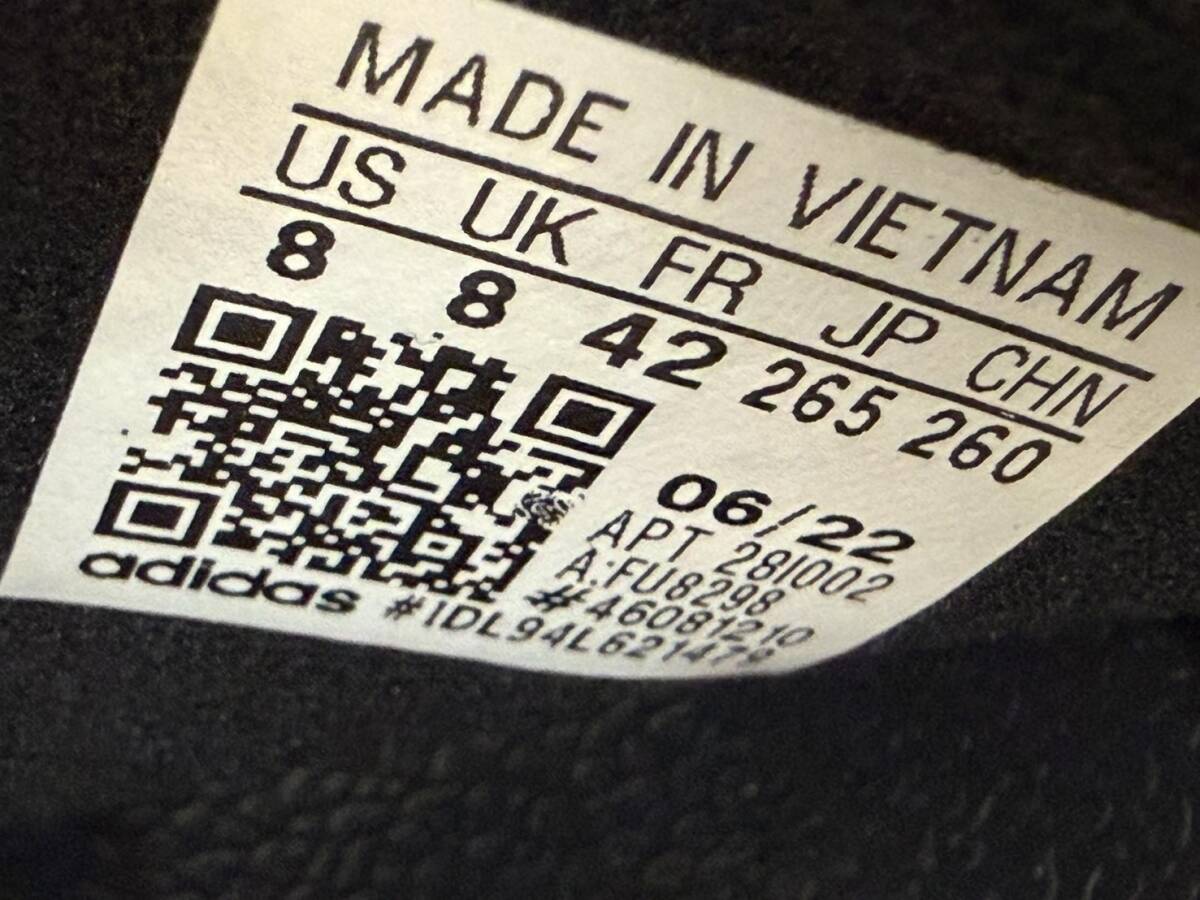 MADE IN VIETNAM
US UK FR JP CHN
8 8 42 265 260
06/22
APT 28I002
A:FU8298
#46081210
adidas #IDL94L621479